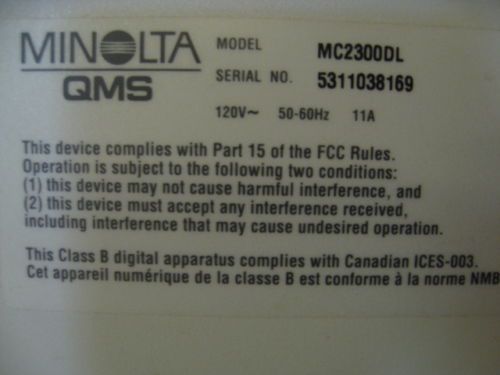 MINOLTA
QMS
MODEL MC2300DL
SERIAL NO. 5311038169
120V~ 50-60Hz 11A
This device complies with Part 15 of the FCC Rules.
Operation is subject to the following two conditions:
(1) this device may not cause harmful interference, and
(2) this device must accept any interference received,
including interference that may cause undesired operation.
This Class B digital apparatus complies with Canadian ICES-003.
Cet appareil numérique de la classe B est conforme à la norme NMB